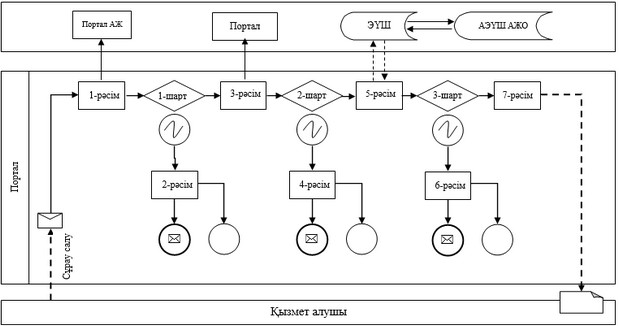 Портал АЖ
Портал
ЭҮШ
АЭҮШ АЖО
1-рәсім
1-шарт
3-рәсім
2-шарт
5-рәсім
3-шарт
7-рәсім
Портал
2-рәсім
4-рәсім
6-рәсім
Сұрау салу
Қызмет алушы